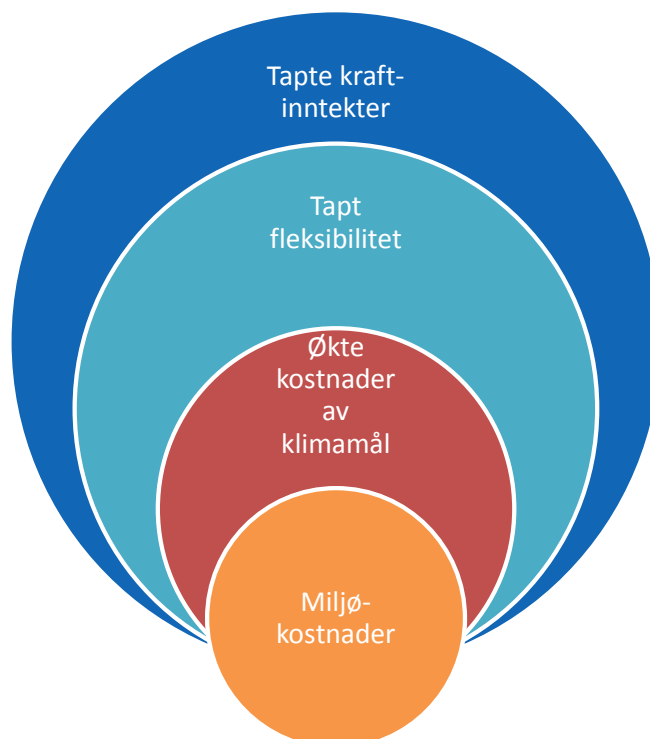 Tapte kraft-
inntekter
Tapt
fleksibilitet
Økte
kostnader
av
klimamål
Miljø-
kostnader